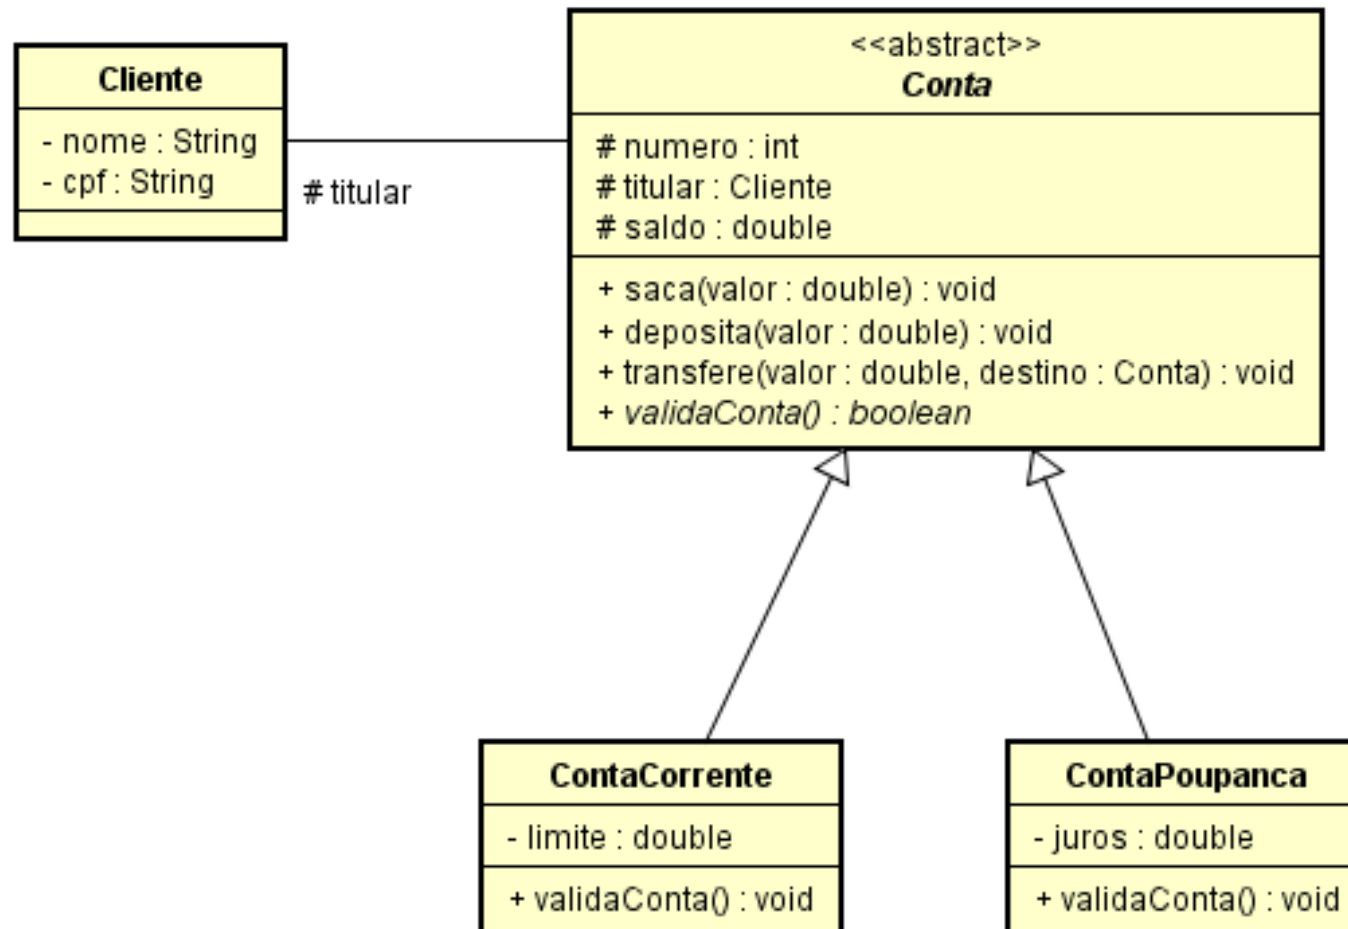 Cliente
- nome : String
- cpf : String
# titular
<<abstract>>
Conta
# numero : int
# titular : Cliente
# saldo : double
+ saca(valor : double) : void
+ deposita(valor : double) : void
+ transfere(valor : double, destino : Conta) : void
+ validaConta() : boolean
ContaCorrente
- limite : double
+ validaConta() : void
ContaPoupanca
- juros : double
+ validaConta() : void